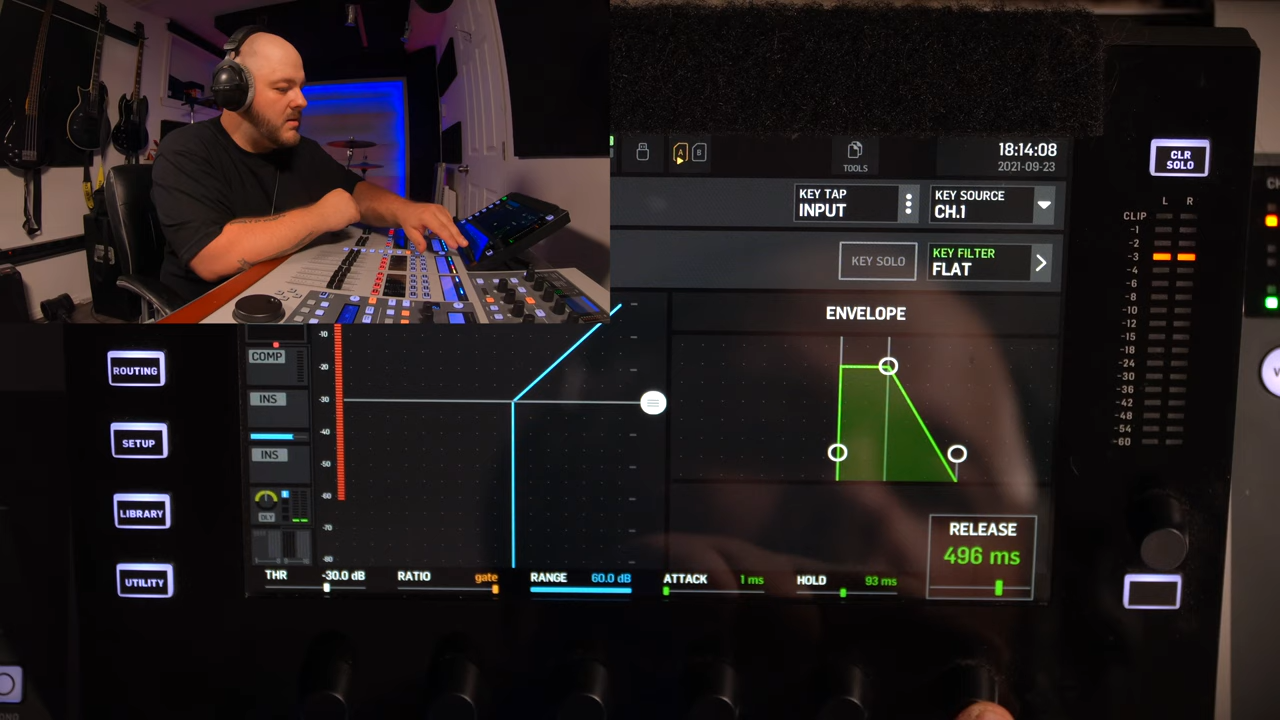 A
B
TOOLS
18:14:08
2021-09-23
CLR
SOLO
KEY TAP
INPUT
KEY SOURCE
CH.1
KEY SOLO
KEY FILTER
FLAT
ENVELOPE
L R
CLIP
-1
-2
-3
-4
-6
-8
-10
-12
-15
-18
-24
-30
-36
-42
-48
-54
-60
ROUTING
SETUP
LIBRARY
UTILITY
COMP
INS
INS
DLY
-10
-20
-30
-40
-50
-60
-70
-80
RELEASE
496 ms
THR -30.0 dB
RATIO gate
RANGE 60.0 dB
ATTACK 1 ms
HOLD 93 ms